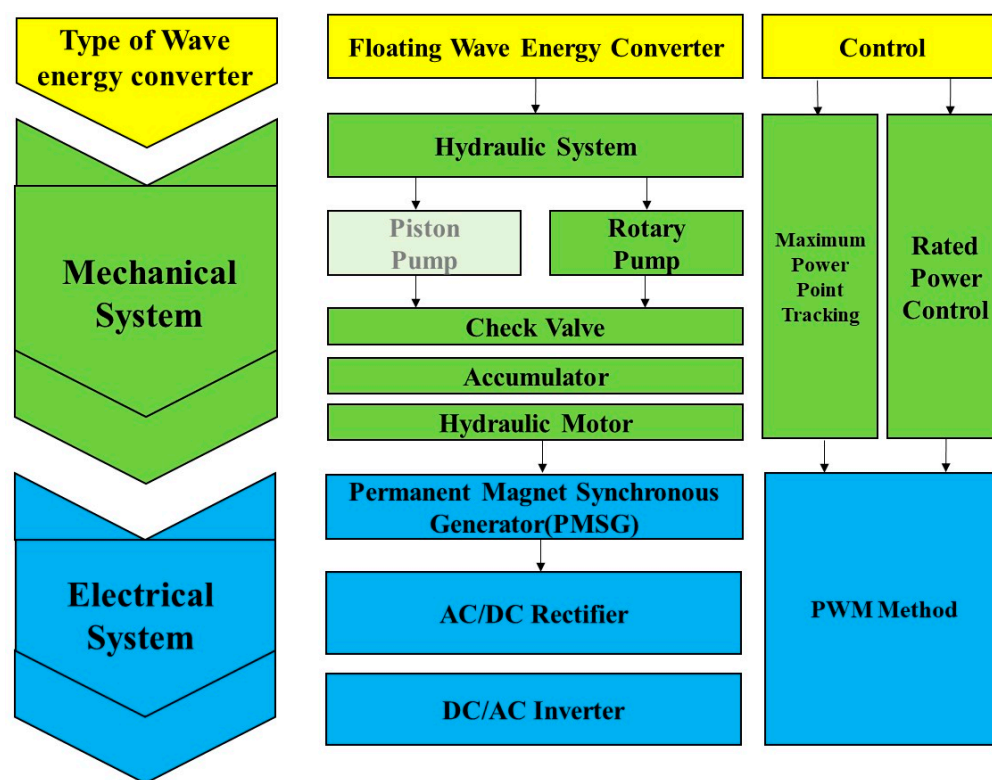 Type of Wave
energy converter
Floating Wave Energy Converter
Control
Hydraulic System
Piston
Pump
Rotary
Pump
Mechanical
System
Maximum
Power
Point
Tracking
Rated
Power
Control
Check Valve
Accumulator
Hydraulic Motor
Permanent Magnet Synchronous
Generator(PMSG)
Electrical
System
AC/DC Rectifier
PWM Method
DC/AC Inverter